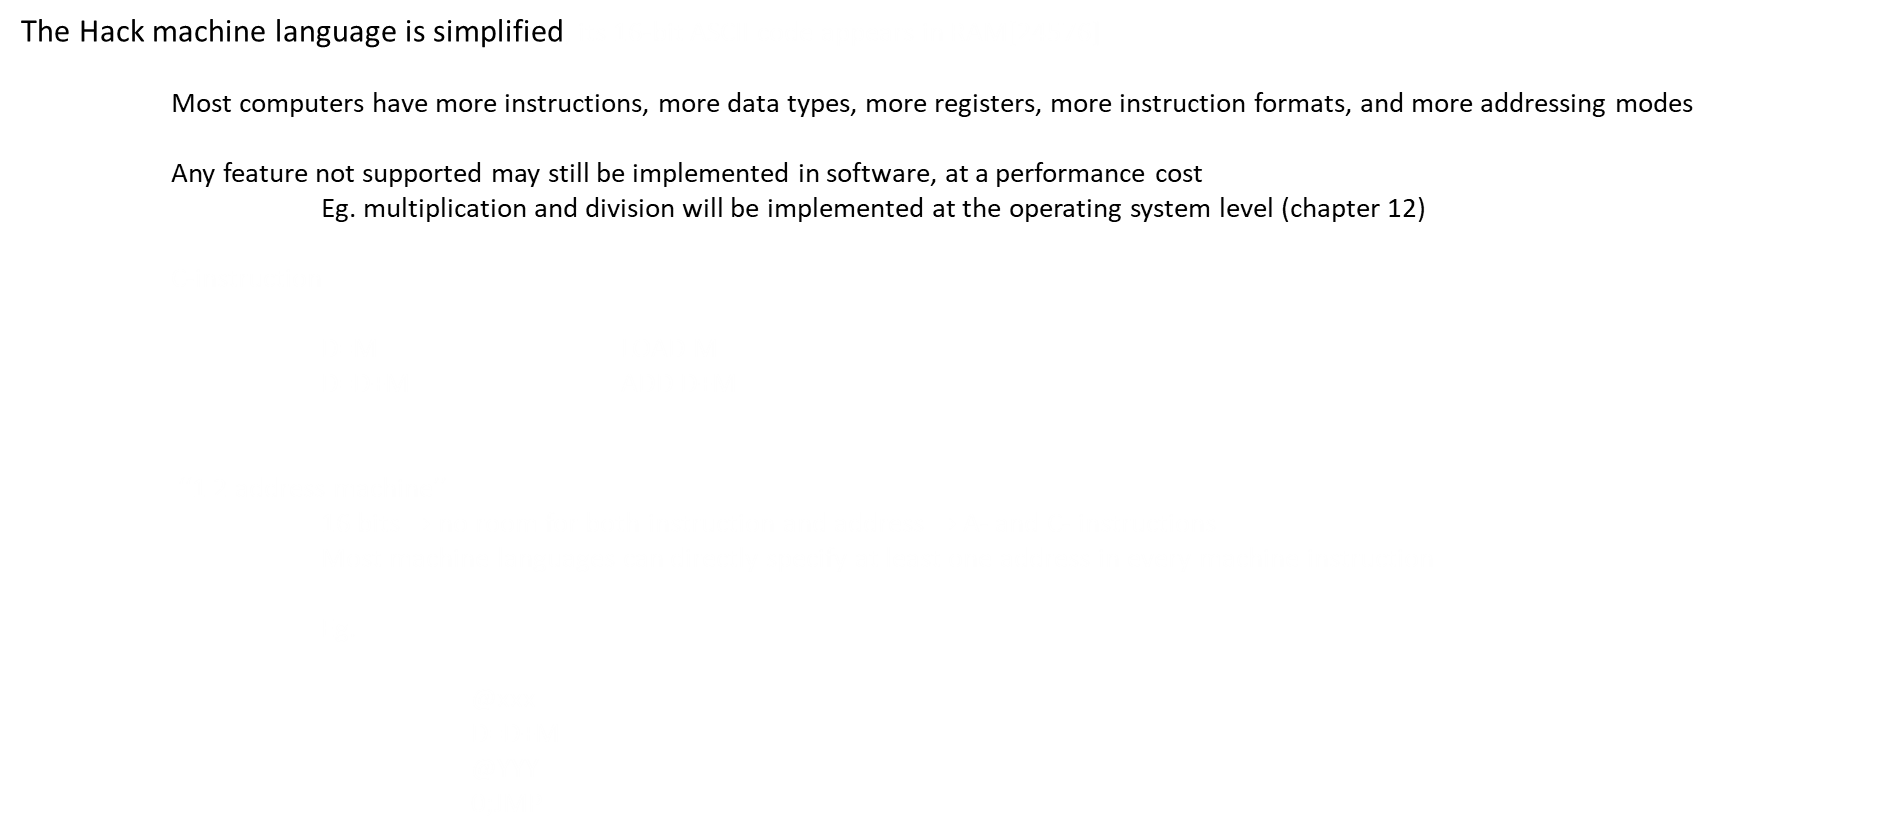 The Hack machine language is simplified
Most computers have more instructions, more data types, more registers, more instruction formats, and more addressing modes
Any feature not supported may still be implemented in software, at a performance cost
Eg. multiplication and division will be implemented at the operating system level (chapter 12)